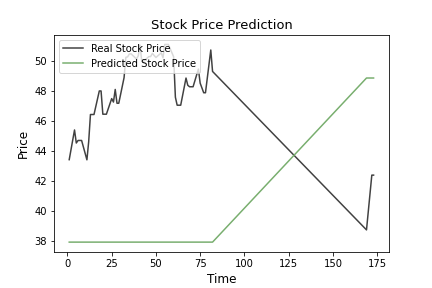 Stock Price Prediction
Real Stock Price
Predicted Stock Price
Price
50
48
46
44
42
40
38
0 25 50 75 100 125 150 175
Time